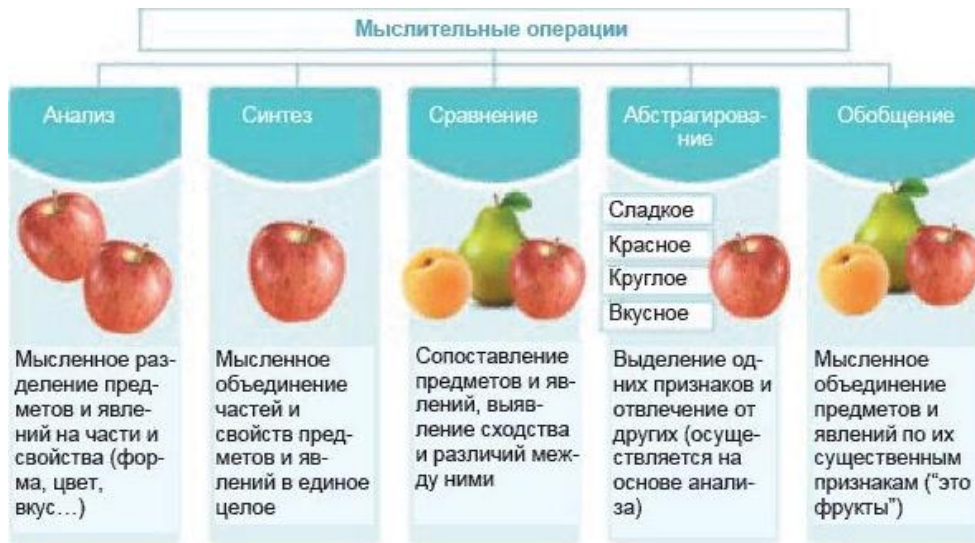 Мыслительные операции
Анализ
Синтез
Сравнение
Абстрагирова-
ние
Обобщение
Сладкое
Красное
Круглое
Вкусное
Мысленное раз-
деление пред-
метов и явле-
ний на части и
свойства (фор-
ма, цвет,
вкус...)
Мысленное
объединение
частей и
свойств пред-
метов и яв-
лений в единое
целое
Сопоставление
предметов и яв-
лений, выяв-
ление сходства
и различий меж-
ду ними
Выделение од-
них признаков и
отвлечение от
других (осуще-
ствляется на
основе анали-
за)
Мысленное
объединение
предметов и
явлений по их
существенным
признакам (“это
фрукты”)